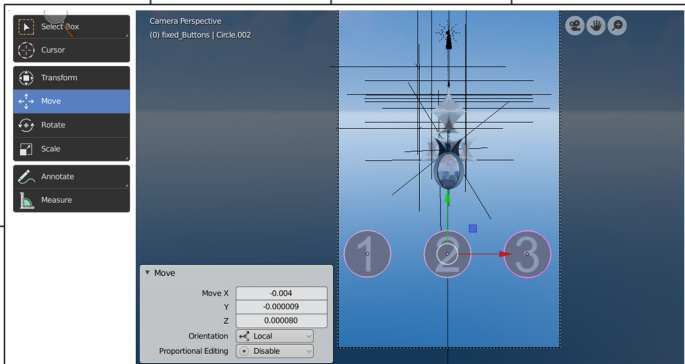 Select Box
Cursor
Transform
Move
Rotate
Scale
Annotate
Measure
Camera Perspective
(0) fixed_Buttons | Circle.002
1 2 3
Move
Move X -0.004
Y -0.000009
Z 0.000080
Orientation Local
Proportional Editing Disable